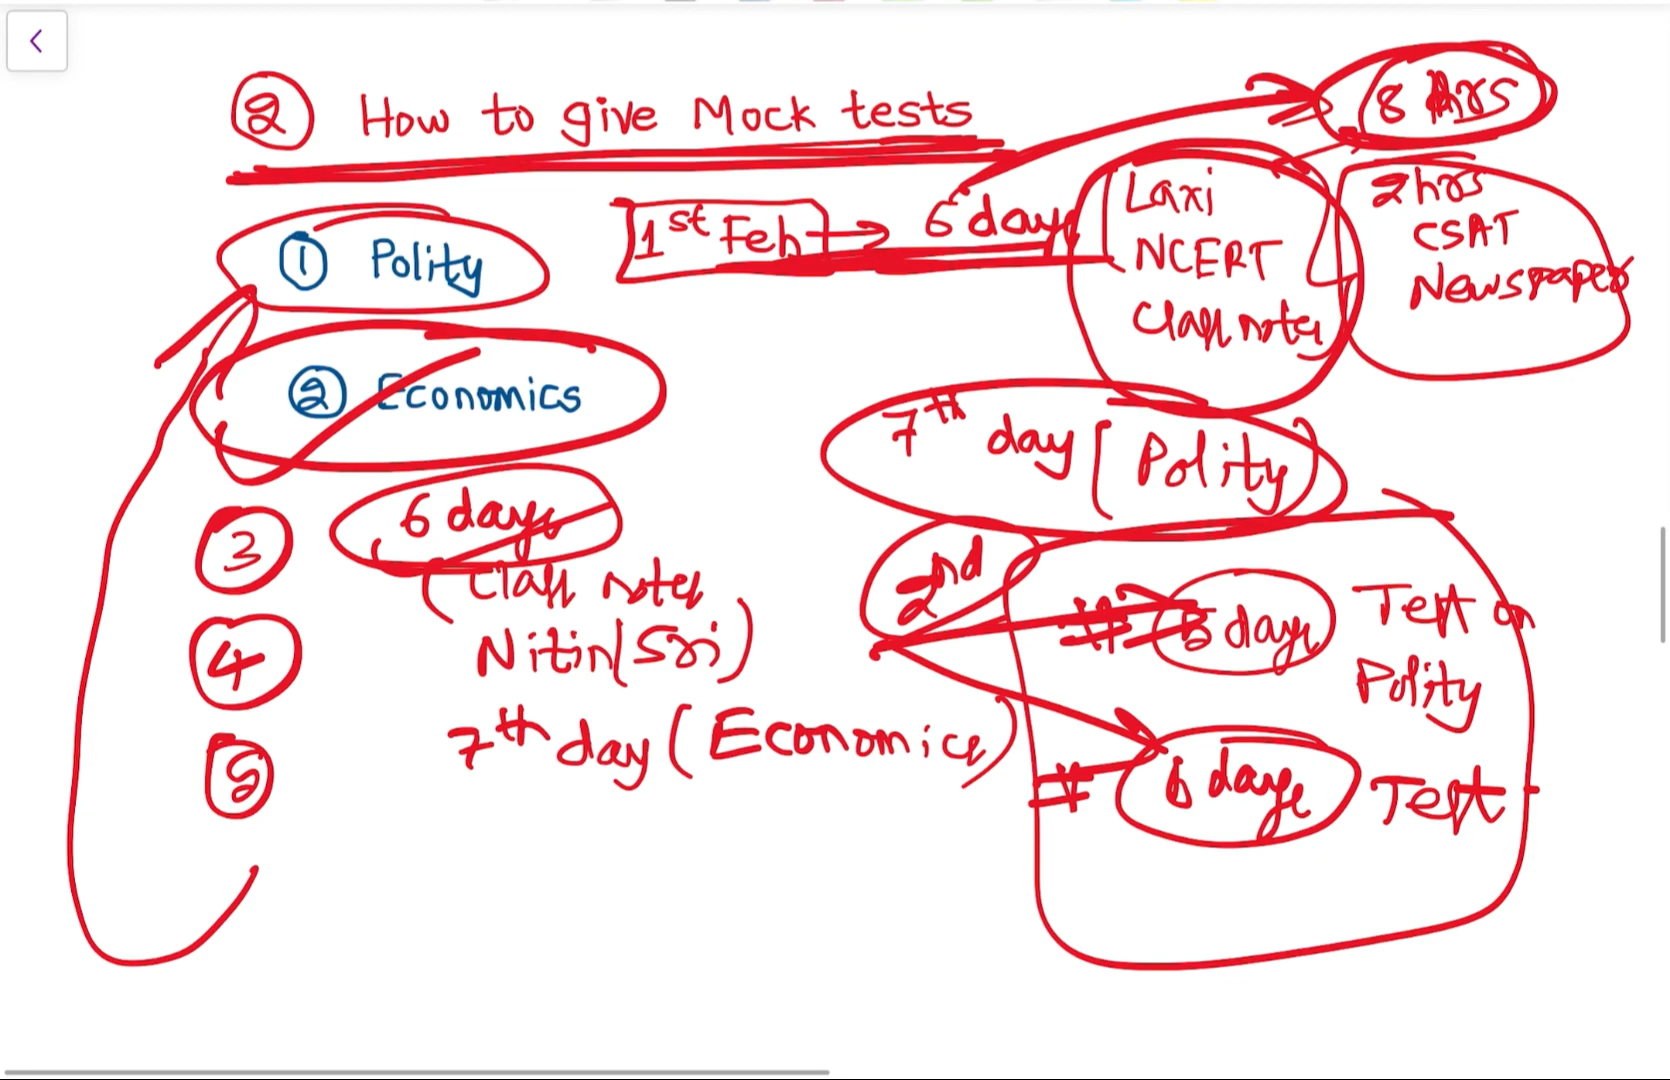 ② How to give Mock tests
8 hrs
① Polity
1st Feb → 6 days
Laxi
NCERT
Class notes
2 hrs
CSAT
Newspaper
② Economics
7th day [Polity)
③ 6 days
(Class notes
Nitin/Sri)
④
7th day (Economics)
⑤
2nd
# 6 days Test on
Polity
# 6 days Test